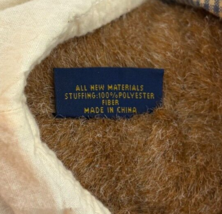 ALL NEW MATERIALS
STUFFING:100%POLYESTER
FIBER
MADE IN CHINA